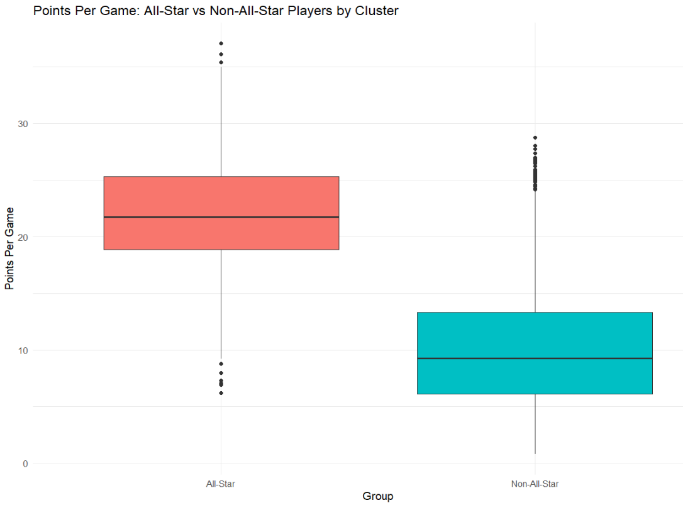 Points Per Game: All-Star vs Non-All-Star Players by Cluster
Points Per Game
30
20
10
0
All-Star
Non-All-Star
Group